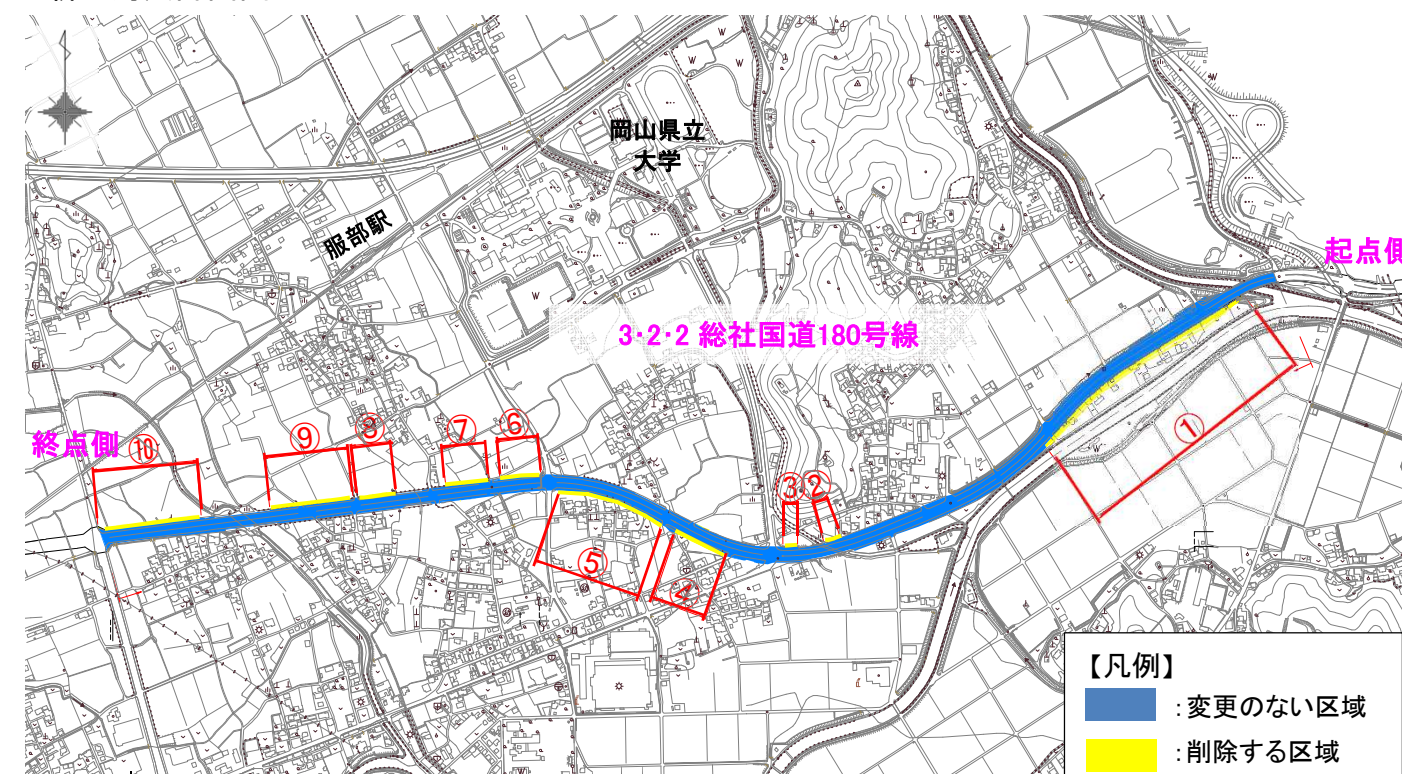 岡山県立
大学
服部駅
起点側
3・2・2 総社国道180号線
終点側
⑩
⑨
⑧
⑦
⑥
⑤
④
③
②
①
【凡例】
：変更のない区域
：削除する区域